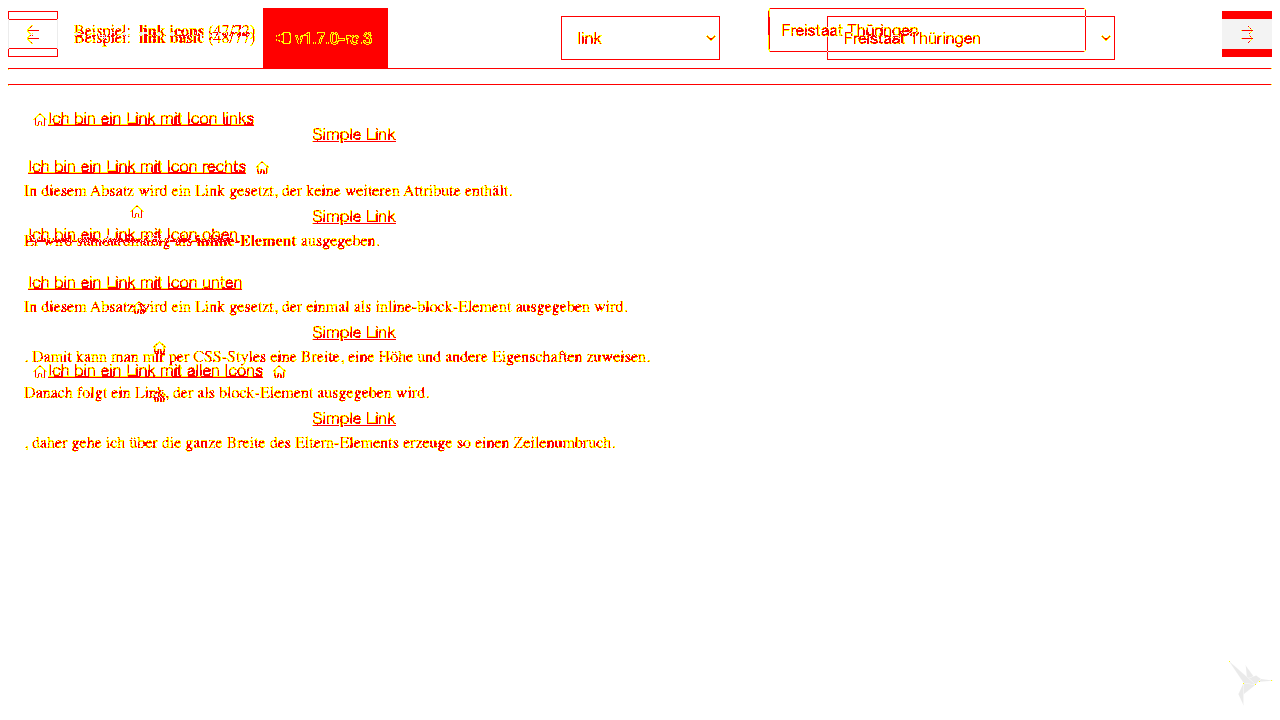 Beispiel: link icons (47/72)
Beispiel: link basic (48/77)
v1.7.0-rc.3
link
Freistaat Thüringen
Freistaat Thüringen
Ich bin ein Link mit Icon links
Simple Link
Ich bin ein Link mit Icon rechts
In diesem Absatz wird ein Link gesetzt, der keine weiteren Attribute enthält.
Simple Link
Ich bin ein Link mit Icon oben
Er wird standardmäßig als inline-Element ausgegeben.
Ich bin ein Link mit Icon unten
In diesem Absatz wird ein Link gesetzt, der einmal als inline-block-Element ausgegeben wird.
Simple Link
. Damit kann man mir per CSS-Styles eine Breite, eine Höhe und andere Eigenschaften zuweisen.
Ich bin ein Link mit allen Icons
Danach folgt ein Link, der als block-Element ausgegeben wird.
Simple Link
, daher gehe ich über die ganze Breite des Eltern-Elements erzeuge so einen Zeilenumbruch.